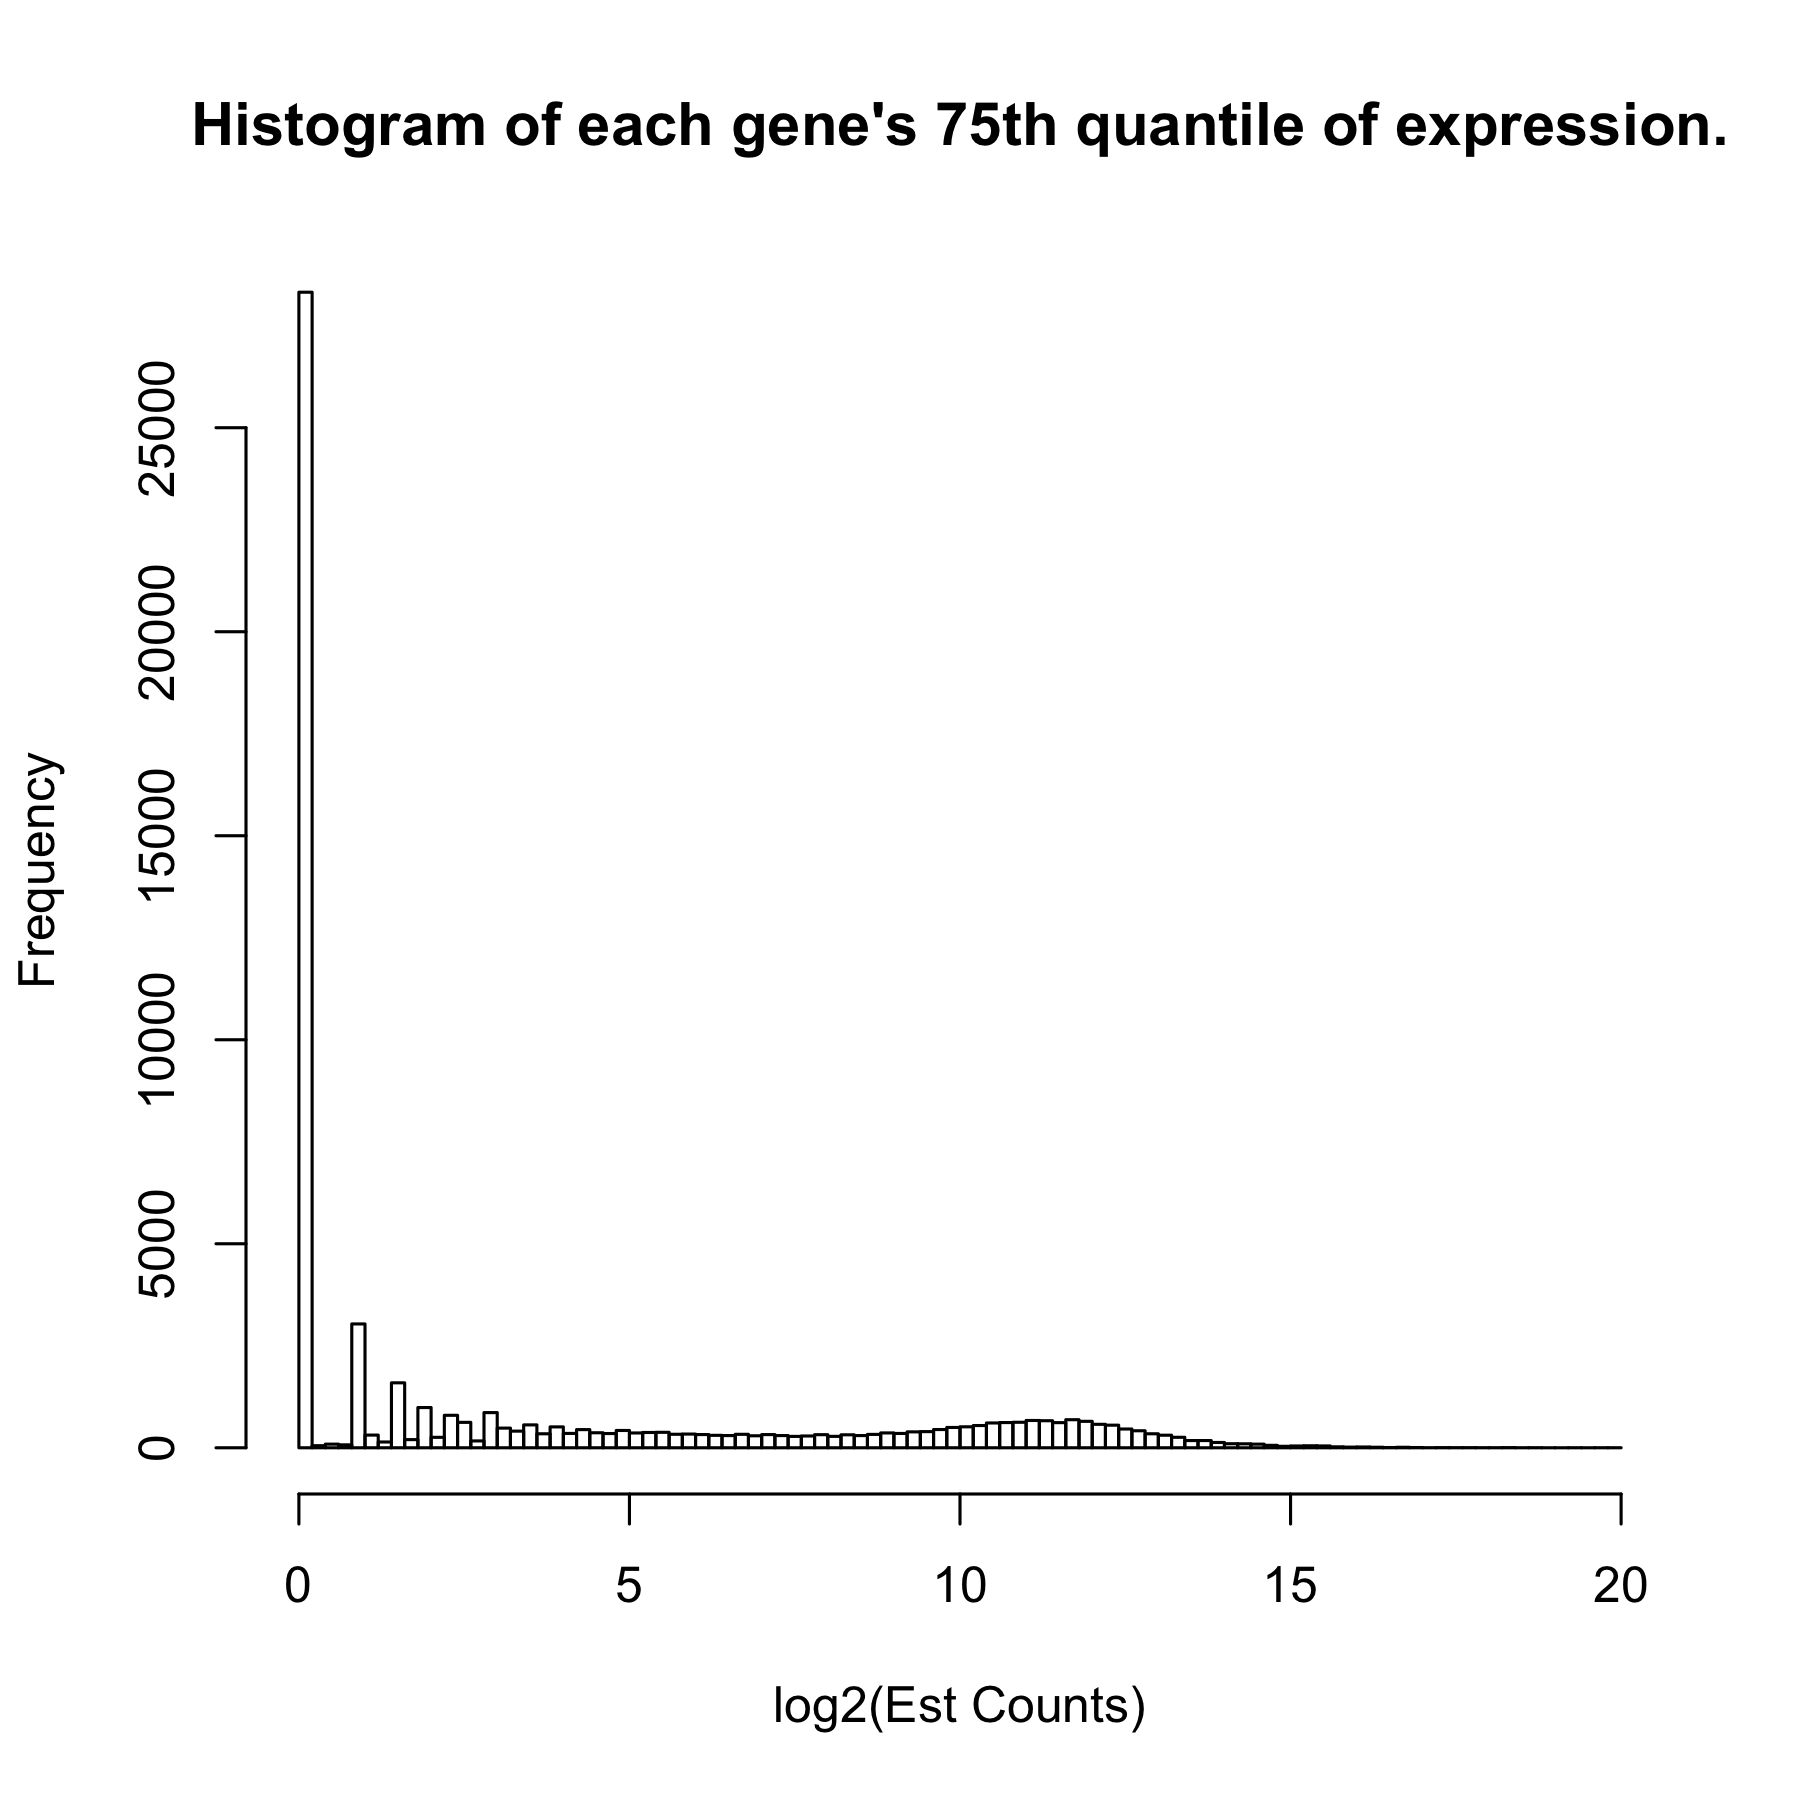 Histogram of each gene's 75th quantile of expression.
25000
20000
15000
10000
5000
0
Frequency
0 5 10 15 20
log2(Est Counts)